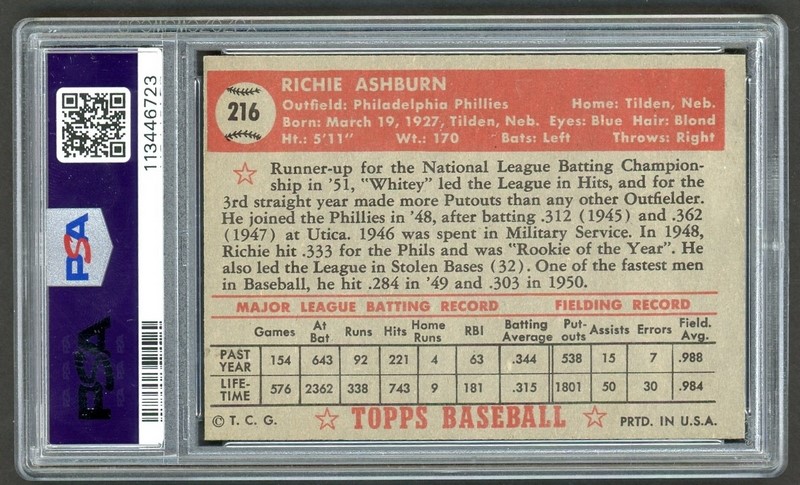 113446723
PSA
PSA
216
RICHIE ASHBURN
Outfield: Philadelphia Phillies Home: Tilden, Neb.
Born: March 19, 1927, Tilden, Neb. Eyes: Blue Hair: Blond
Ht.: 5'11" Wt.: 170 Bats: Left Throws: Right
Runner-up for the National League Batting Champion-
ship in '51, "Whitey" led the League in Hits, and for the
3rd straight year made more Putouts than any other Outfielder.
He joined the Phillies in '48, after batting .312 (1945) and .362
(1947) at Utica. 1946 was spent in Military Service. In 1948,
Richie hit .333 for the Phils and was "Rookie of the Year". He
also led the League in Stolen Bases (32). One of the fastest men
in Baseball, he hit .284 in '49 and .303 in 1950.
MAJOR LEAGUE BATTING RECORD FIELDING RECORD
Games At Bat Runs Hits Home Runs RBI Batting Average Put-outs Assists Errors Field. Avg.
PAST YEAR 154 643 92 221 4 63 .344 538 15 7 .988
LIFE-TIME 576 2362 338 743 9 181 .315 1801 50 30 .984
© T. C. G. TOPPS BASEBALL PRTD. IN U.S.A.